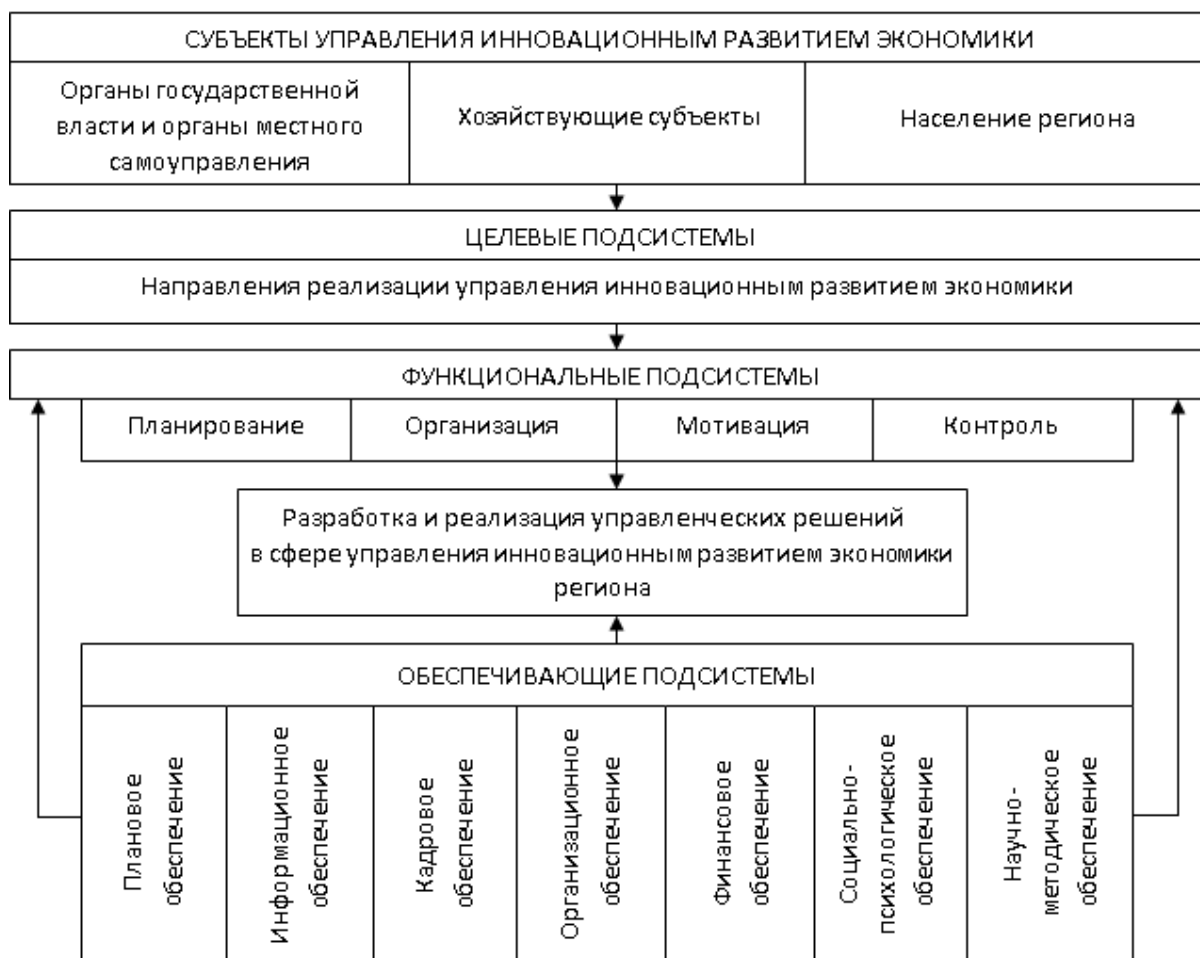 СУБЪЕКТЫ УПРАВЛЕНИЯ ИННОВАЦИОННЫМ РАЗВИТИЕМ ЭКОНОМИКИ
Органы государственной
власти и органы местного
самоуправления
Хозяйствующие субъекты
Население региона
ЦЕЛЕВЫЕ ПОДСИСТЕМЫ
Направления реализации управления инновационным развитием экономики
ФУНКЦИОНАЛЬНЫЕ ПОДСИСТЕМЫ
Планирование
Организация
Мотивация
Контроль
Разработка и реализация управленческих решений
в сфере управления инновационным развитием экономики
региона
ОБЕСПЕЧИВАЮЩИЕ ПОДСИСТЕМЫ
Плановое
обеспечение
Информационное
обеспечение
Кадровое
обеспечение
Организационное
обеспечение
Финансовое
обеспечение
Социально-
психологическое
обеспечение
Научно-
методическое
обеспечение